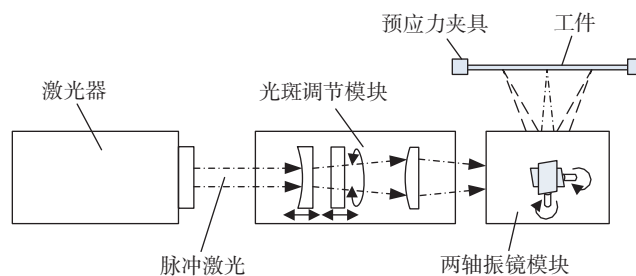 预应力夹具
工件
激光器
光斑调节模块
脉冲激光
两轴振镜模块